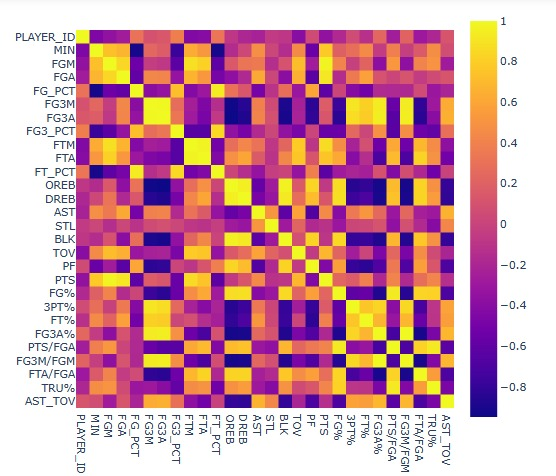 PLAYER_ID
MIN
FGM
FGA
FG_PCT
FG3M
FG3A
FG3_PCT
FTM
FTA
FT_PCT
OREB
DREB
AST
STL
BLK
TOV
PF
PTS
FG%
3PT%
FT%
FG3A%
PTS/FGA
FG3M/FGM
FTA/FGA
TRU%
AST_TOV
PLAYER_ID
MIN
FGM
FGA
FG_PCT
FG3M
FG3A
FG3_PCT
FTM
FTA
FT_PCT
OREB
DREB
AST
STL
BLK
TOV
PF
PTS
FG%
3PT%
FT%
FG3A%
PTS/FGA
FG3M/FGM
FTA/FGA
TRU%
AST_TOV
1
0.8
0.6
0.4
0.2
0
−0.2
−0.4
−0.6
−0.8